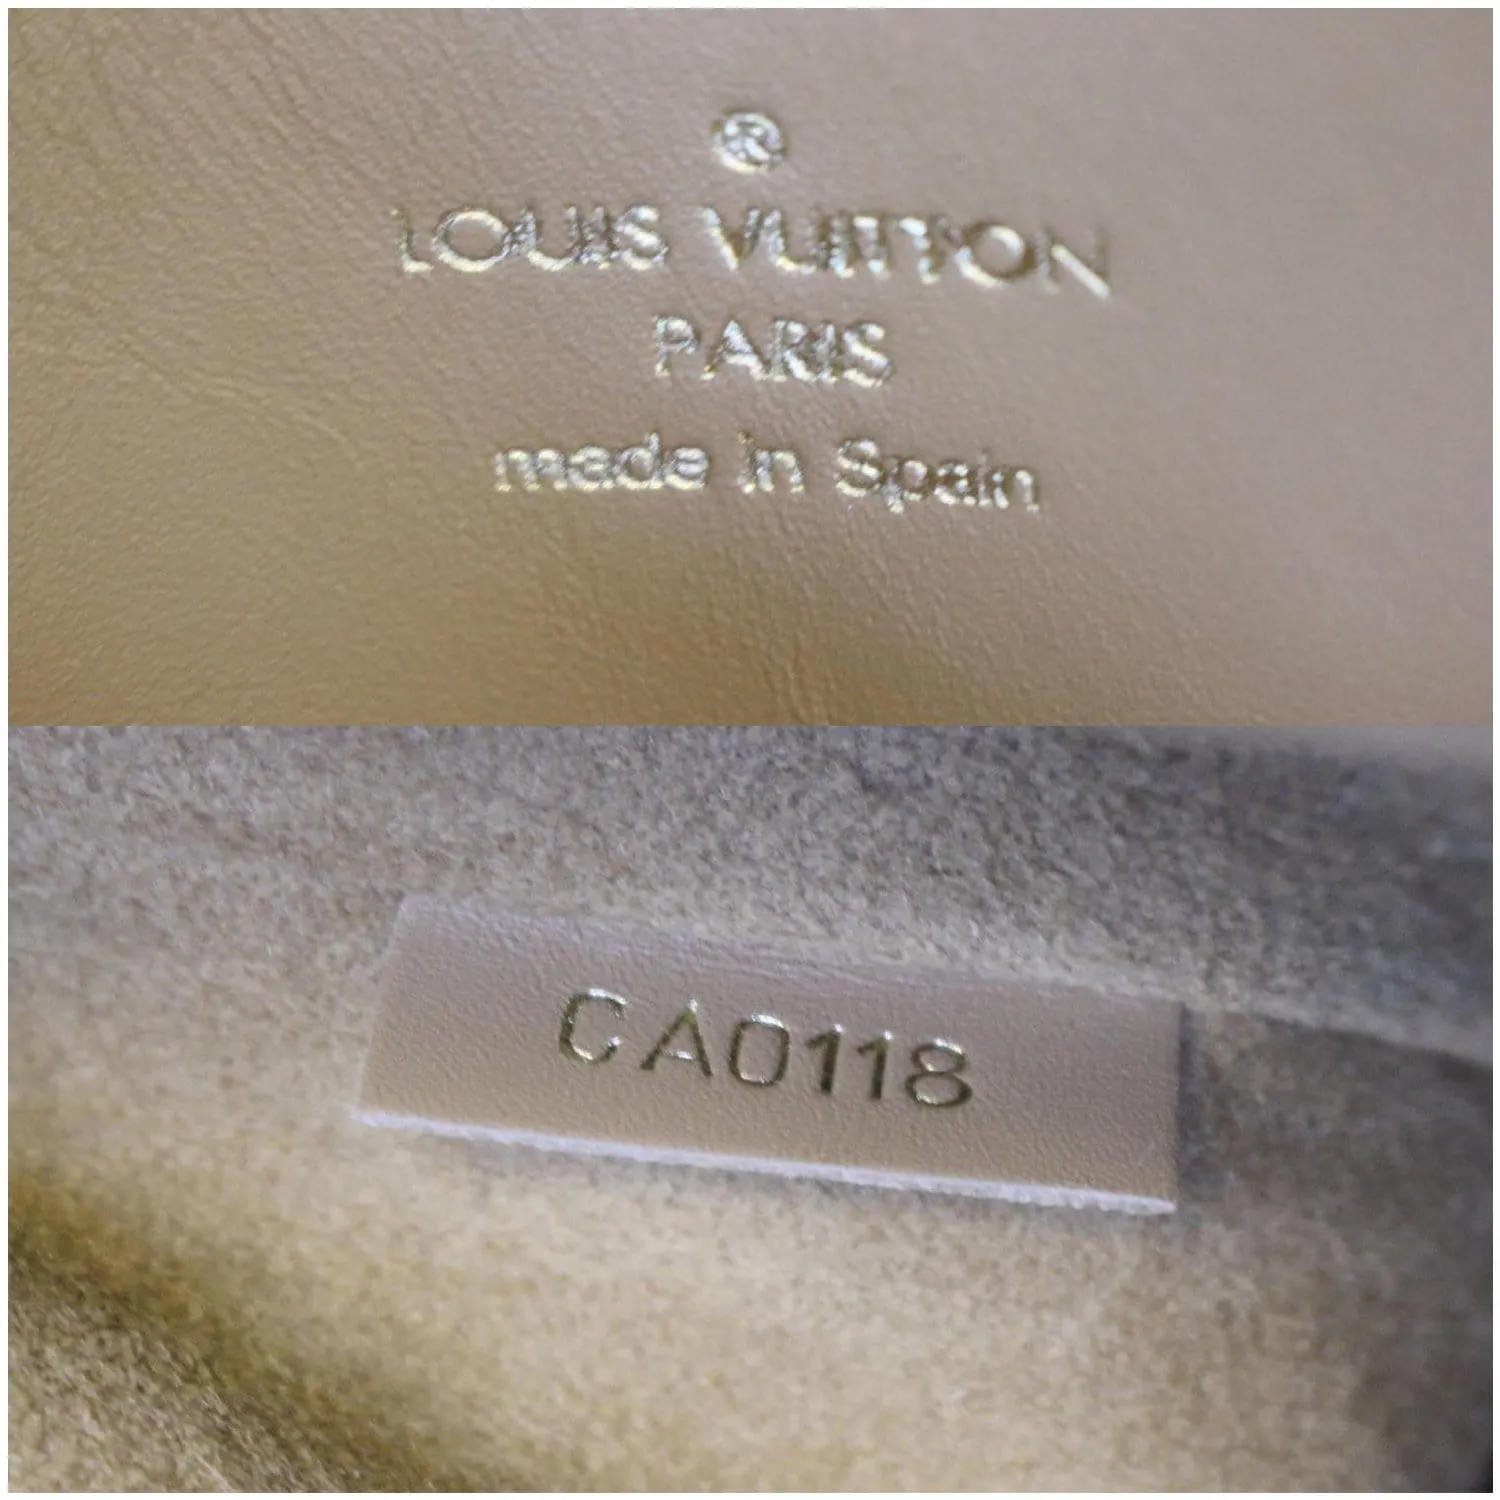 ®
LOUIS VUITTON
PARIS
made in Spain
CA0118